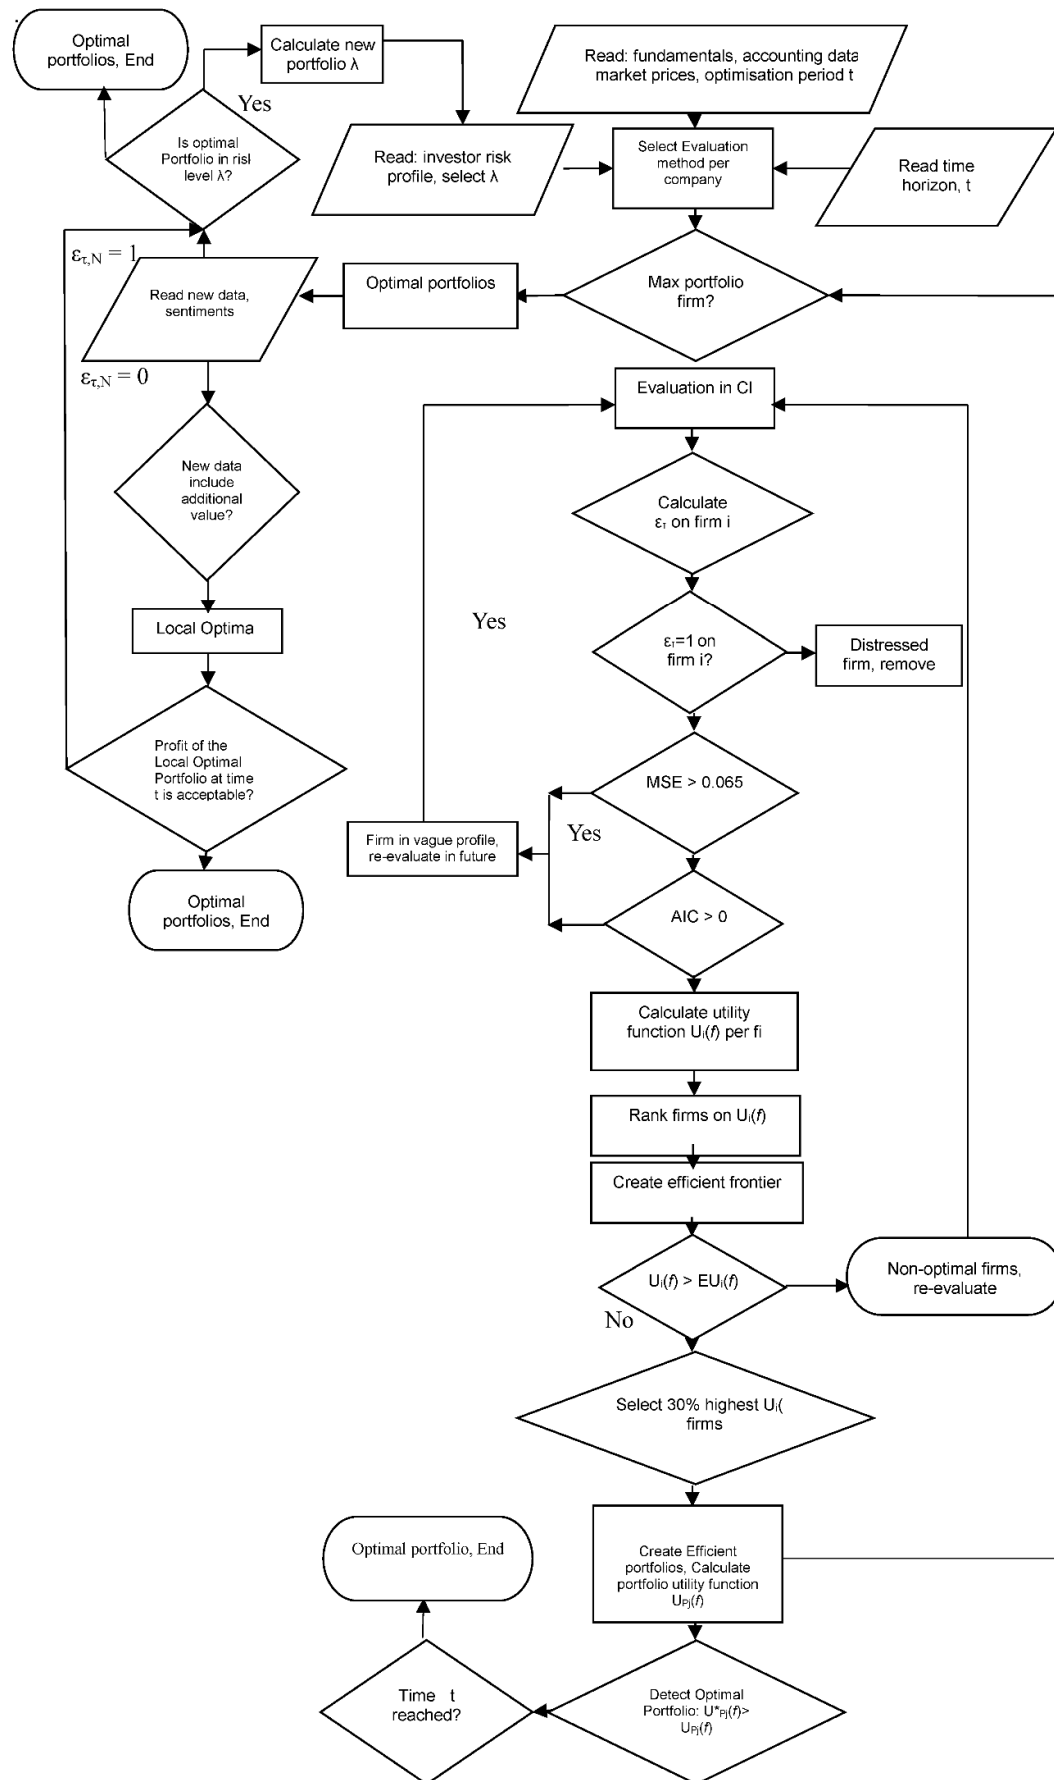 Optimal
portfolios, End
Calculate new
portfolio λ
Yes
Read: fundamentals, accounting data
market prices, optimisation period t
Is optimal
Portfolio in risl
level λ?
Read: investor risk
profile, select λ
Select Evaluation
method per
company
Read time
horizon, t
ετ,N = 1
Read new data,
sentiments
Optimal portfolios
Max portfolio
firm?
ετ,N = 0
Evaluation in CI
New data
include
additional
value?
Calculate
ετ on firm i
Yes
Local Optima
ετ=1 on
firm i?
Distressed
firm, remove
Profit of the
Local Optimal
Portfolio at time
t is acceptable?
MSE > 0.065
Firm in vague profile,
re-evaluate in future
Yes
Optimal
portfolios, End
AIC > 0
Calculate utility
function Ui(f) per fi
Rank firms on Ui(f)
Create efficient frontier
Ui(f) > EUi(f)
Non-optimal firms,
re-evaluate
No
Select 30% highest Ui(
firms
Optimal portfolio, End
Create Efficient
portfolios, Calculate
portfolio utility function
UPj(f)
Time t
reached?
Detect Optimal
Portfolio: U*Pj(f)>
UPj(f)